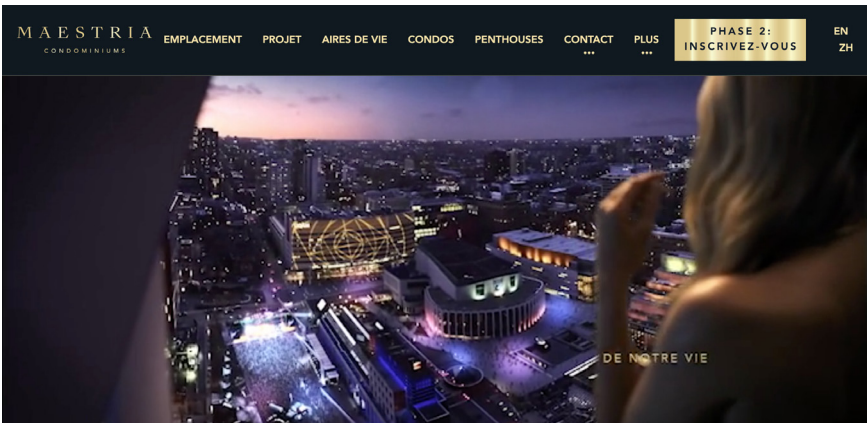 MAESTRIA
CONDOMINIUMS
EMPLACEMENT
PROJET
AIRES DE VIE
CONDOS
PENTHOUSES
CONTACT
PLUS
PHASE 2:
INSCRIVEZ-VOUS
EN
ZH
DE NOTRE VIE